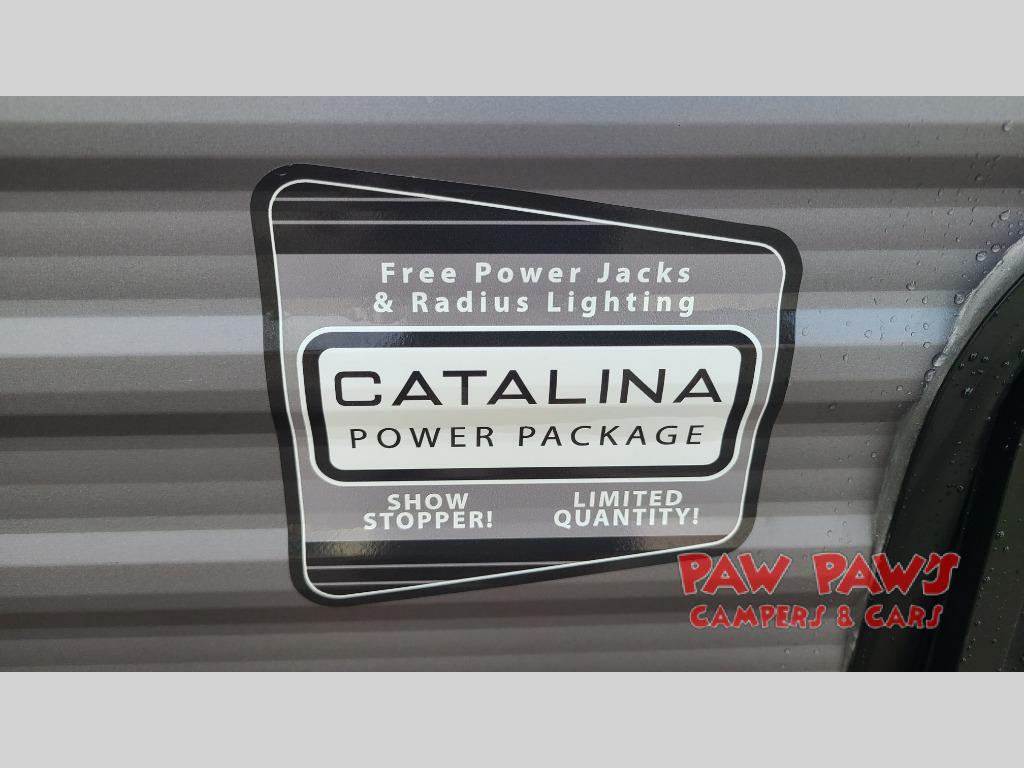 Free Power Jacks
& Radius Lighting
CATALINA
POWER PACKAGE
SHOW
STOPPER!
LIMITED
QUANTITY!
PAW PAW'S
CAMPERS & CARS